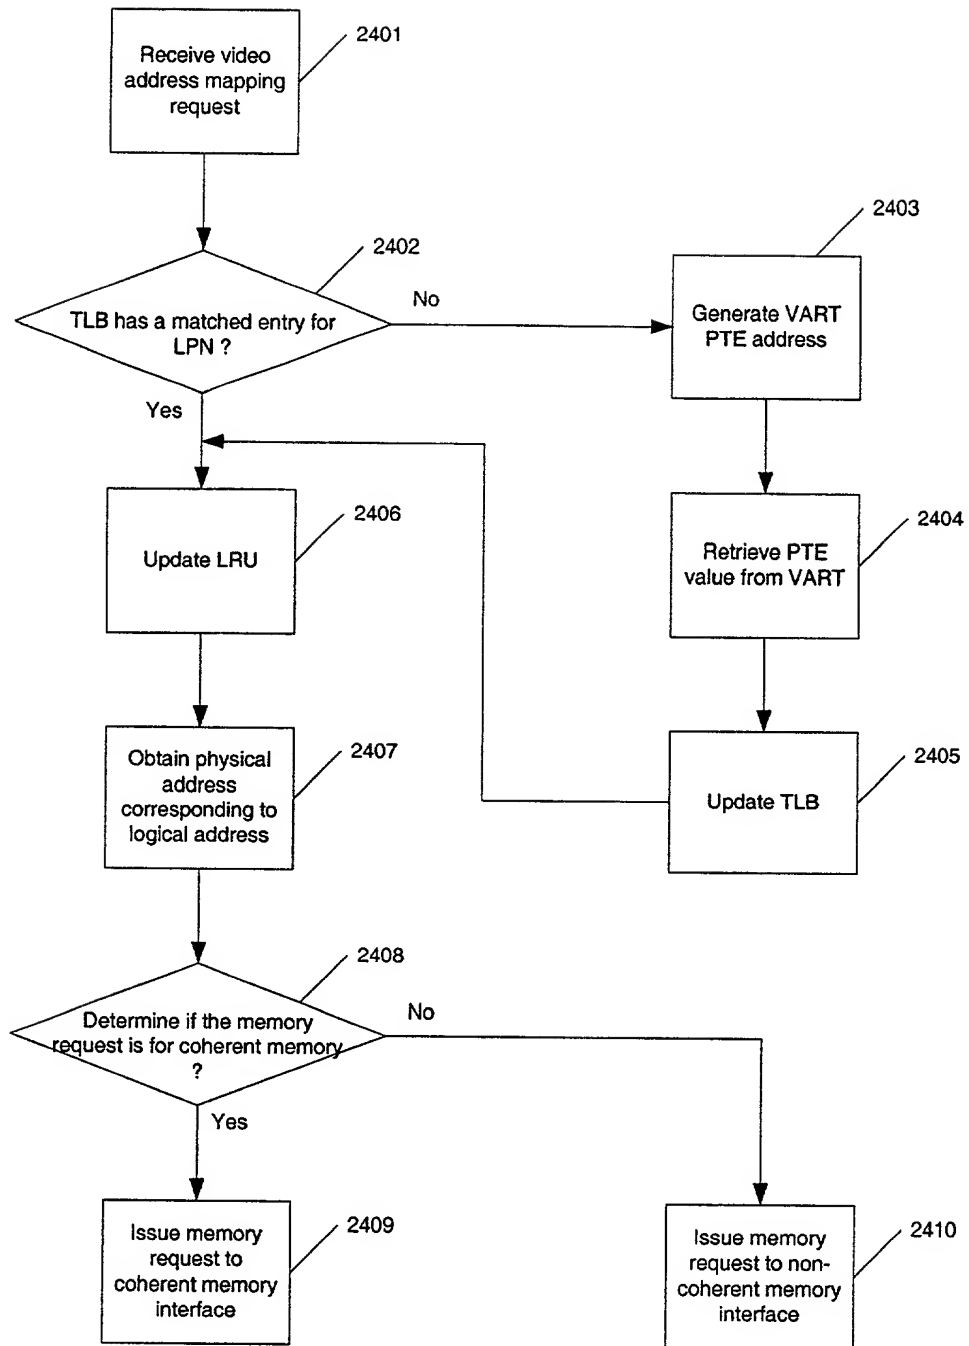 Receive video
address mapping
request
2401
2402
TLB has a matched entry for
LPN ?
No
Yes
2403
Generate VART
PTE address
2404
Retrieve PTE
value from VART
2405
Update TLB
2406
Update LRU
2407
Obtain physical
address
corresponding to
logical address
2408
Determine if the memory
request is for coherent memory
?
No
Yes
2409
Issue memory
request to
coherent memory
interface
2410
Issue memory
request to non-
coherent memory
interface